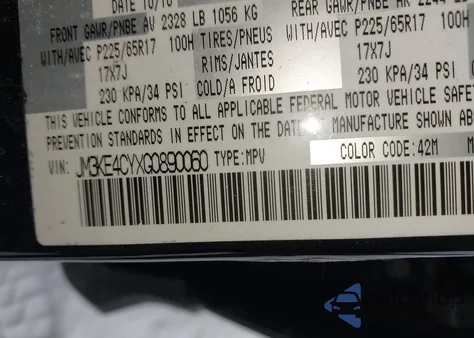 DATE 10/16
FRONT GAWR/PNBE AV 2328 LB 1056 KG
REAR GAWR/PNBE AR 2244
WITH/AVEC P225/65R17 100H TIRES/PNEUS WITH/AVEC P225/65R17 100H
17X7J RIMS/JANTES 17X7J
230 KPA/34 PSI COLD/A FROID 230 KPA/34 PSI
THIS VEHICLE CONFORMS TO ALL APPLICABLE FEDERAL MOTOR VEHICLE SAFETY
PREVENTION STANDARDS IN EFFECT ON THE DATE MANUFACTURE SHOWN AB
VIN: JM3KE4CYXG0890060 TYPE:MPV COLOR CODE:42M